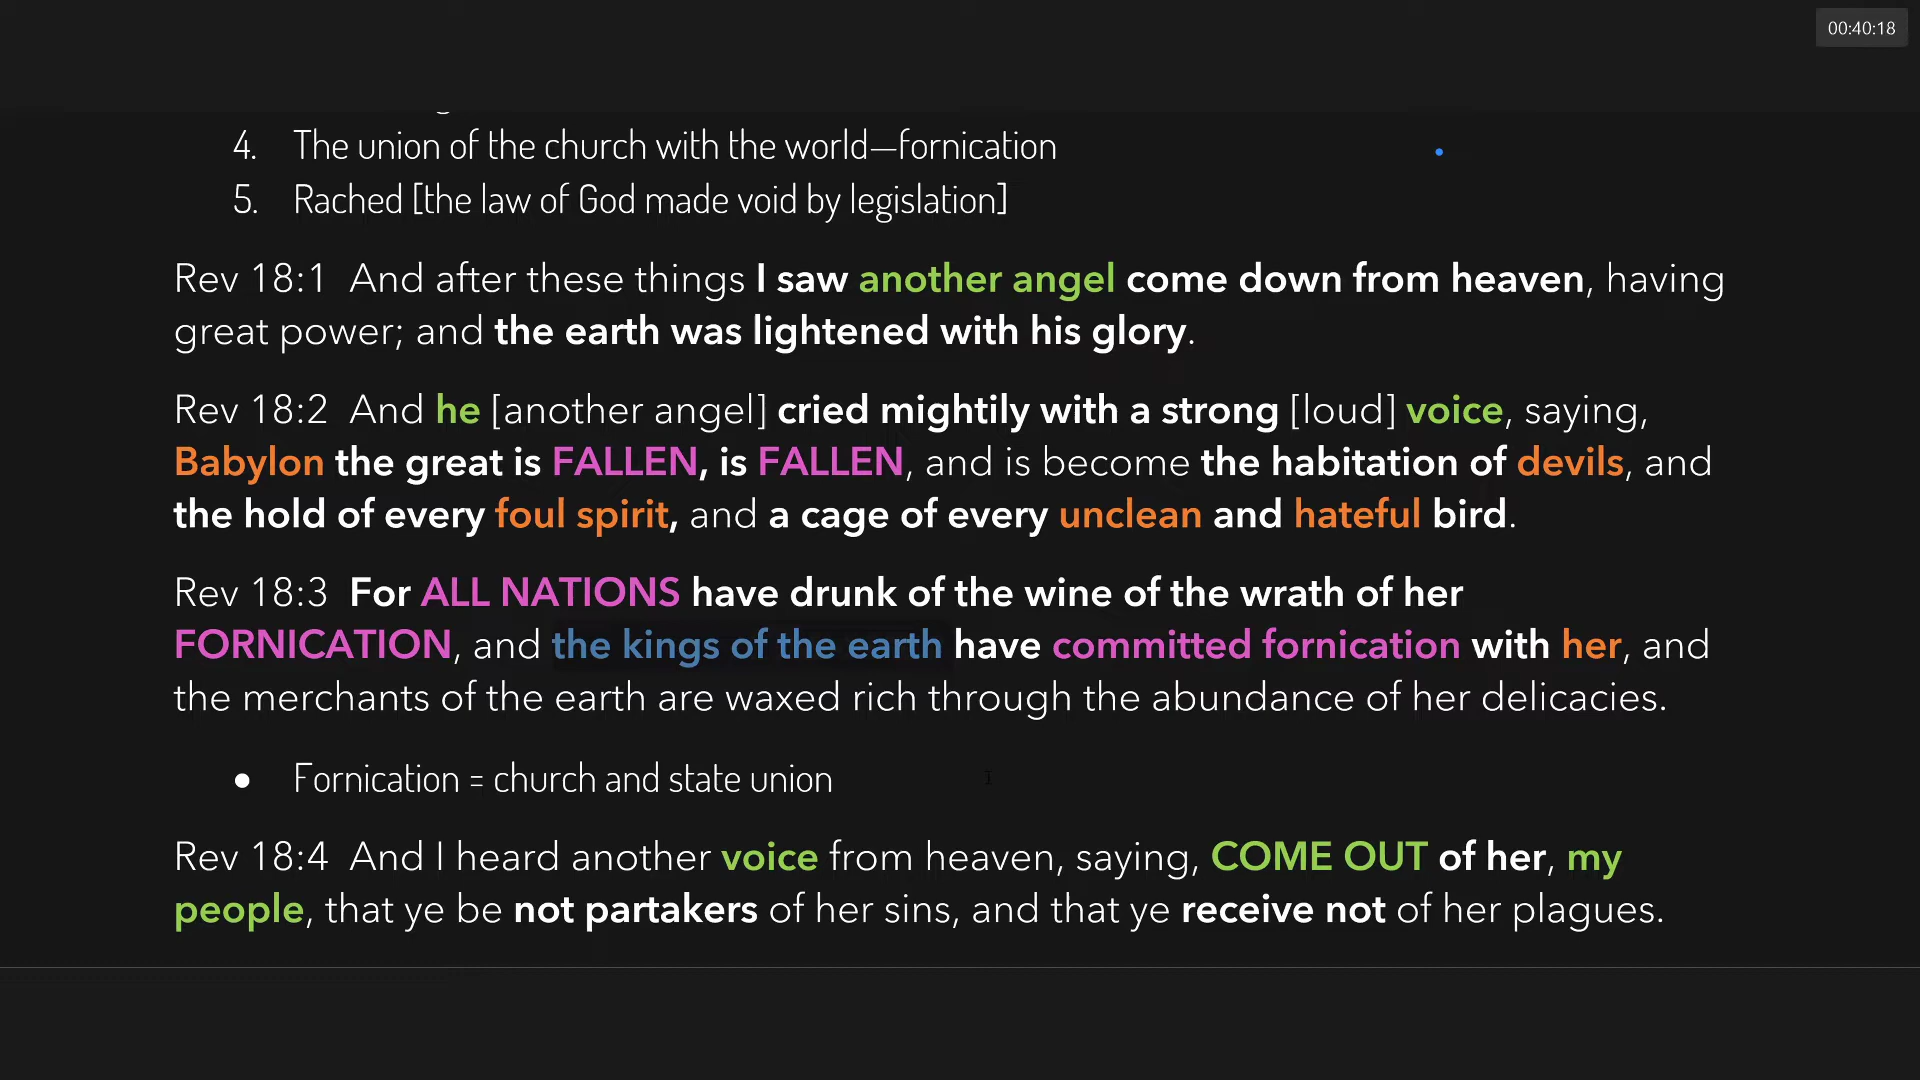 00:40:18
4. The union of the church with the world—fornication
5. Rached [the law of God made void by legislation]
Rev 18:1 And after these things I saw another angel come down from heaven, having
great power; and the earth was lightened with his glory.
Rev 18:2 And he [another angel] cried mightily with a strong [loud] voice, saying,
Babylon the great is FALLEN, is FALLEN, and is become the habitation of devils, and
the hold of every foul spirit, and a cage of every unclean and hateful bird.
Rev 18:3 For ALL NATIONS have drunk of the wine of the wrath of her
FORNICATION, and the kings of the earth have committed fornication with her, and
the merchants of the earth are waxed rich through the abundance of her delicacies.
● Fornication = church and state union
Rev 18:4 And I heard another voice from heaven, saying, COME OUT of her, my
people, that ye be not partakers of her sins, and that ye receive not of her plagues.